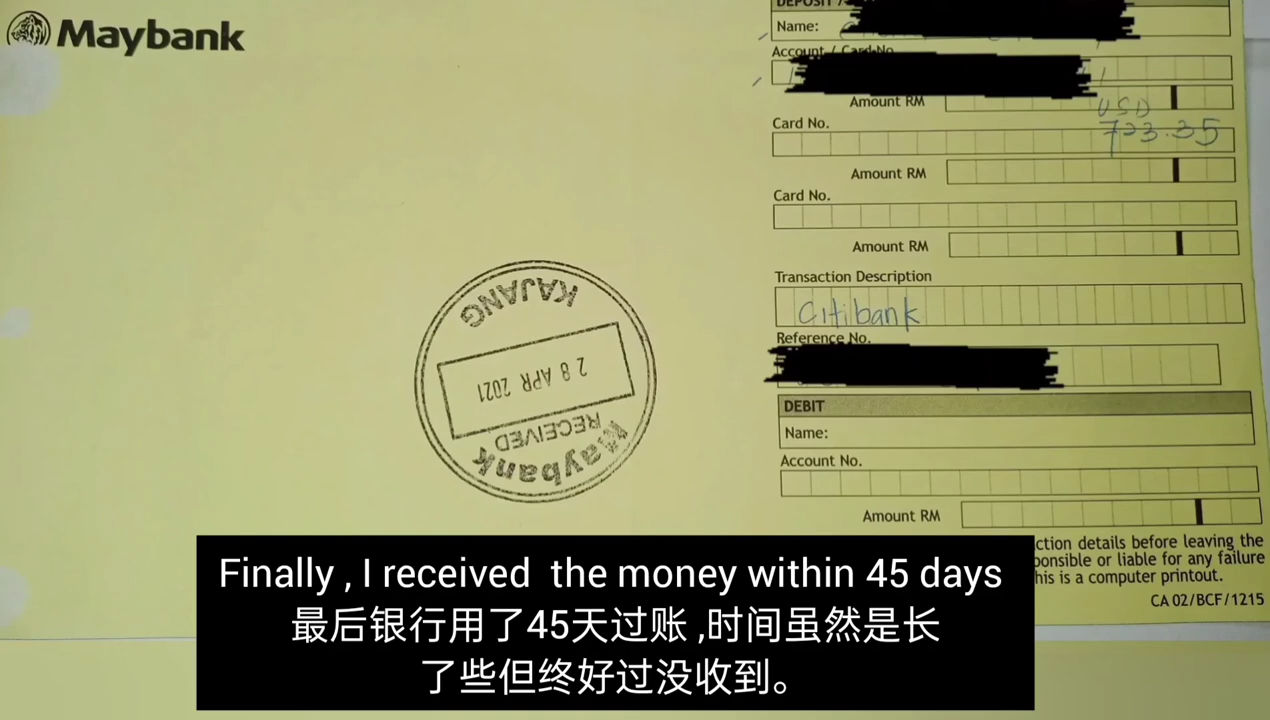 Maybank
DEPOSIT /
Name:
Account / Card No.
Amount RM
USD
723.35
Card No.
Amount RM
Card No.
Amount RM
Transaction Description
Citibank
Reference No.
DEBIT
Name:
Account No.
Amount RM
ction details before leaving the
ponsible or liable for any failure
his is a computer printout.
CA 02/BCF/1215
KAJANG
28 APR 2021
RECEIVED
Maybank
Finally , I received the money within 45 days
最后银行用了45天过账 ,时间虽然是长
了些但终好过没收到。